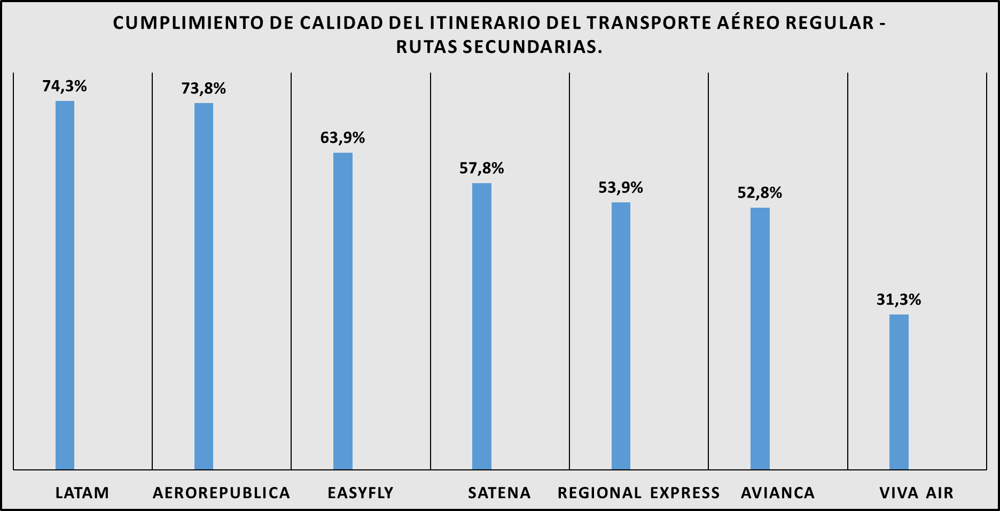 CUMPLIMIENTO DE CALIDAD DEL ITINERARIO DEL TRANSPORTE AÉREO REGULAR -
RUTAS SECUNDARIAS.
74,3%
73,8%
63,9%
57,8%
53,9%
52,8%
31,3%
LATAM
AEROREPUBLICA
EASYFLY
SATENA
REGIONAL EXPRESS
AVIANCA
VIVA AIR